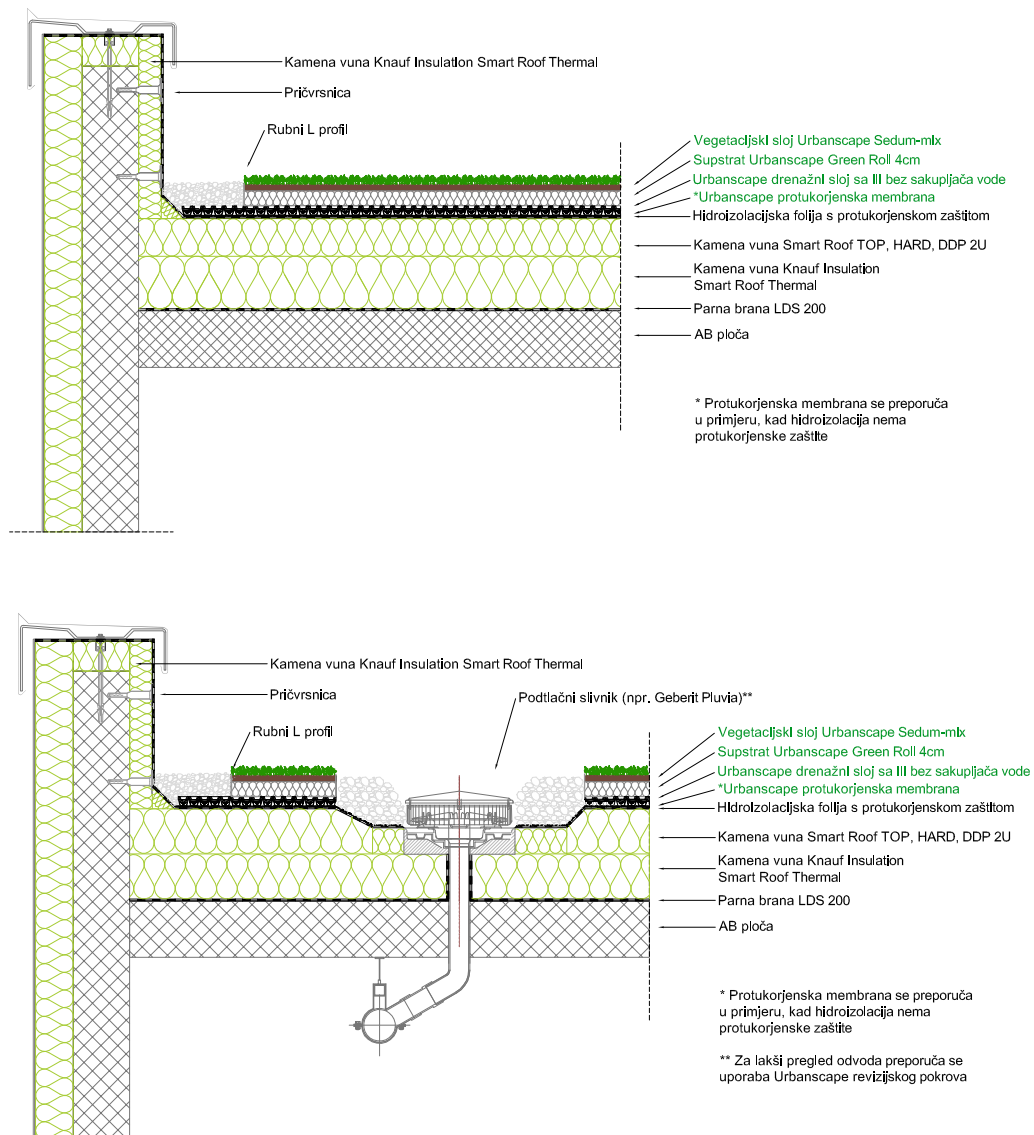 Kamena vuna Knauf Insulation Smart Roof Thermal
Pričvrsnica
Rubni L profil
Vegetacijski sloj Urbanscape Sedum-mix
Supstrat Urbanscape Green Roll 4cm
Urbanscape drenažni sloj sa ili bez sakupljača vode
*Urbanscape protukorjenska membrana
Hidroizolacijska folija s protukorjenskom zaštitom
Kamena vuna Smart Roof TOP, HARD, DDP 2U
Kamena vuna Knauf Insulation
Smart Roof Thermal
Parna brana LDS 200
AB ploča
* Protukorjenska membrana se preporuča
u primjeru, kad hidroizolacija nema
protukorjenske zaštite
Kamena vuna Knauf Insulation Smart Roof Thermal
Pričvrsnica
Podtlačni slivnik (npr. Geberit Pluvia)**
Rubni L profil
Vegetacijski sloj Urbanscape Sedum-mix
Supstrat Urbanscape Green Roll 4cm
Urbanscape drenažni sloj sa ili bez sakupljača vode
*Urbanscape protukorjenska membrana
Hidroizolacijska folija s protukorjenskom zaštitom
Kamena vuna Smart Roof TOP, HARD, DDP 2U
Kamena vuna Knauf Insulation
Smart Roof Thermal
Parna brana LDS 200
AB ploča
* Protukorjenska membrana se preporuča
u primjeru, kad hidroizolacija nema
protukorjenske zaštite
** Za lakši pregled odvoda preporuča se
uporaba Urbanscape revizijskog pokrova